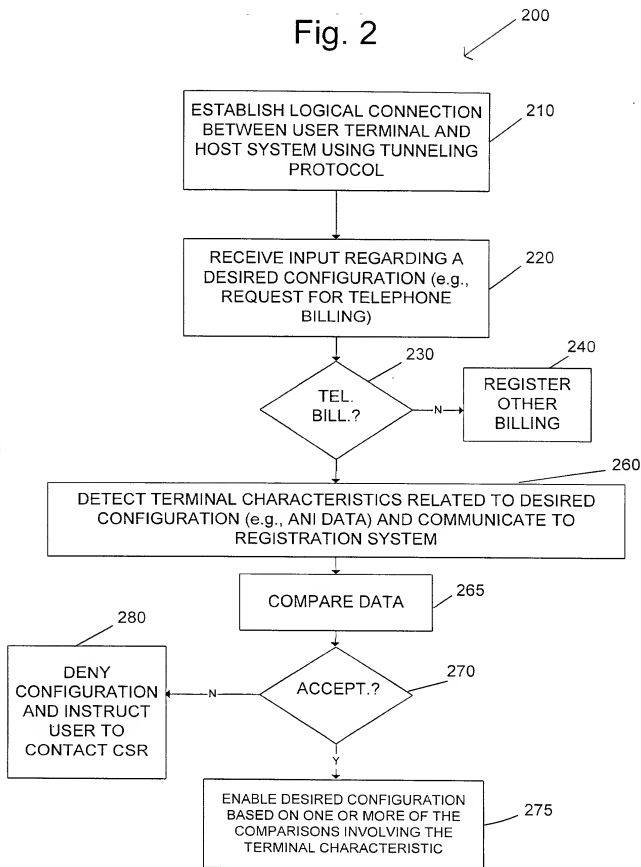 Fig. 2
200
ESTABLISH LOGICAL CONNECTION
BETWEEN USER TERMINAL AND
HOST SYSTEM USING TUNNELING
PROTOCOL
210
RECEIVE INPUT REGARDING A
DESIRED CONFIGURATION (e.g.,
REQUEST FOR TELEPHONE
BILLING)
220
230
TEL.
BILL.?
N
240
REGISTER
OTHER
BILLING
260
DETECT TERMINAL CHARACTERISTICS RELATED TO DESIRED
CONFIGURATION (e.g., ANI DATA) AND COMMUNICATE TO
REGISTRATION SYSTEM
COMPARE DATA
265
280
DENY
CONFIGURATION
AND INSTRUCT
USER TO
CONTACT CSR
N
ACCEPT.?
270
Y
ENABLE DESIRED CONFIGURATION
BASED ON ONE OR MORE OF THE
COMPARISONS INVOLVING THE
TERMINAL CHARACTERISTIC
275